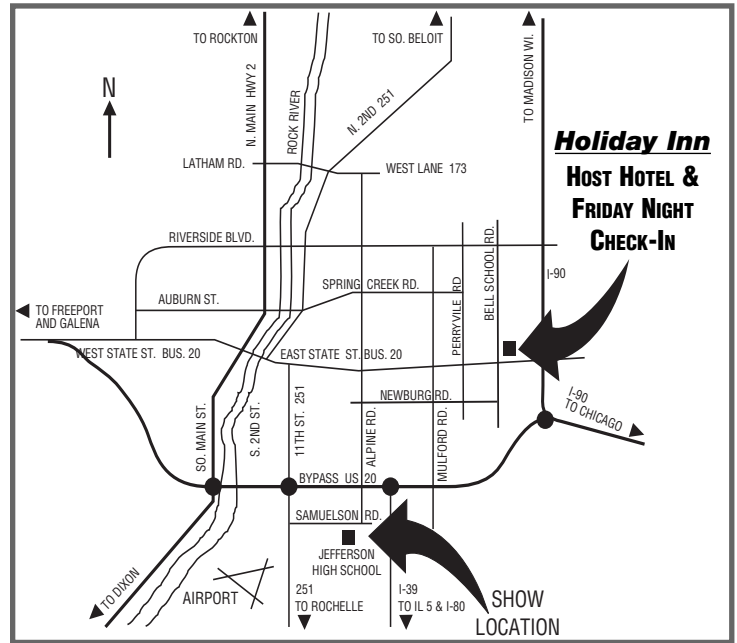 TO ROCKTON
TO SO. BELOIT
TO MADISON WI.
N
N. MAIN HWY 2
ROCK RIVER
N. 2ND 251
Holiday Inn
HOST HOTEL &
FRIDAY NIGHT
CHECK-IN
LATHAM RD.
WEST LANE 173
RIVERSIDE BLVD.
BELL SCHOOL RD.
I-90
SPRING CREEK RD.
PERRYVILE RD
AUBURN ST.
TO FREEPORT
AND GALENA
WEST STATE ST. BUS. 20
EAST STATE ST. BUS. 20
NEWBURG RD.
I-90
TO CHICAGO
SO. MAIN ST.
S. 2ND ST.
11TH ST. 251
ALPINE RD.
MULFORD RD.
BYPASS US 20
SAMUELSON RD.
JEFFERSON
HIGH SCHOOL
TO DIXON
AIRPORT
251
TO ROCHELLE
I-39
TO IL 5 & I-80
SHOW
LOCATION